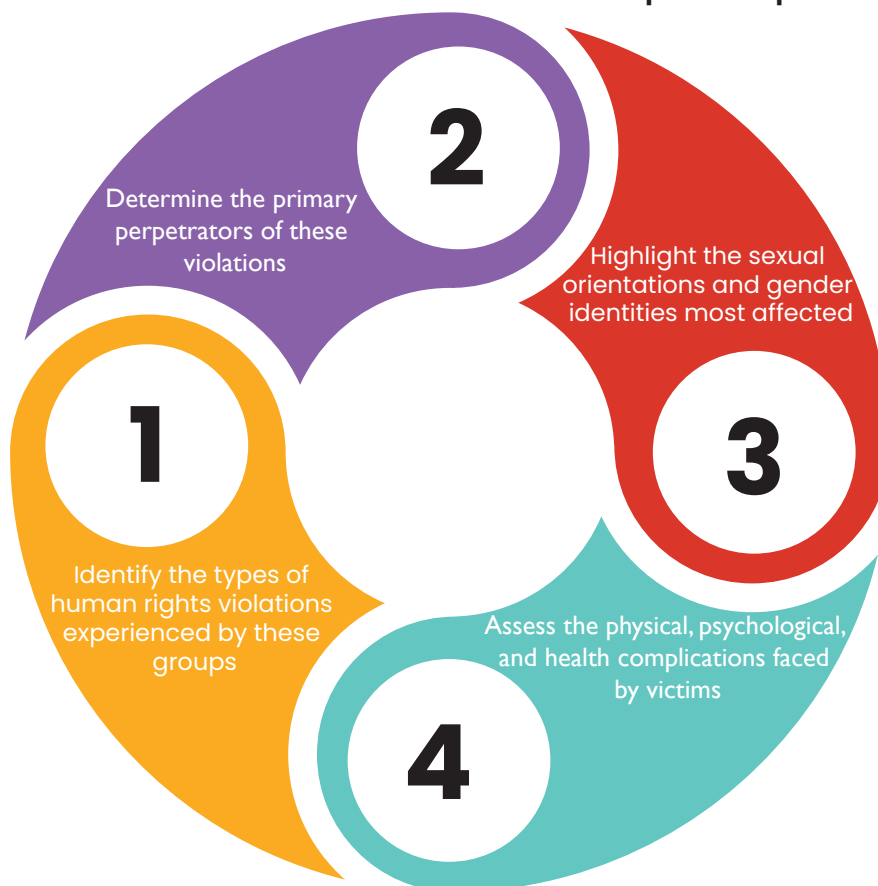 1
Identify the types of
human rights violations
experienced by these
groups
2
Determine the primary
perpetrators of these
violations
3
Highlight the sexual
orientations and gender
identities most affected
4
Assess the physical, psychological,
and health complications faced
by victims